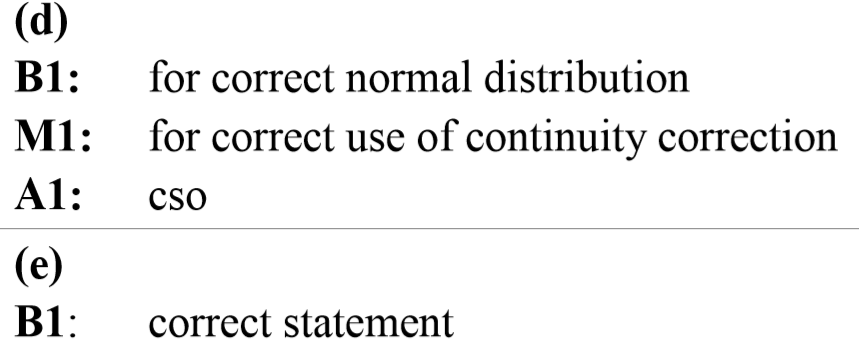 (d)
B1: for correct normal distribution
M1: for correct use of continuity correction
A1: cso
(e)
B1: correct statement